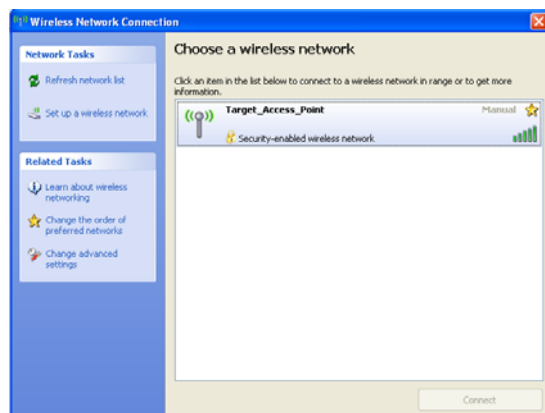 Wireless Network Connection
Network Tasks
Refresh network list
Set up a wireless network
Related Tasks
Learn about wireless
networking
Change the order of
preferred networks
Change advanced
settings
Choose a wireless network
Click an item in the list below to connect to a wireless network in range or to get more
information.
Target_Access_Point
Manual
Security-enabled wireless network
Connect